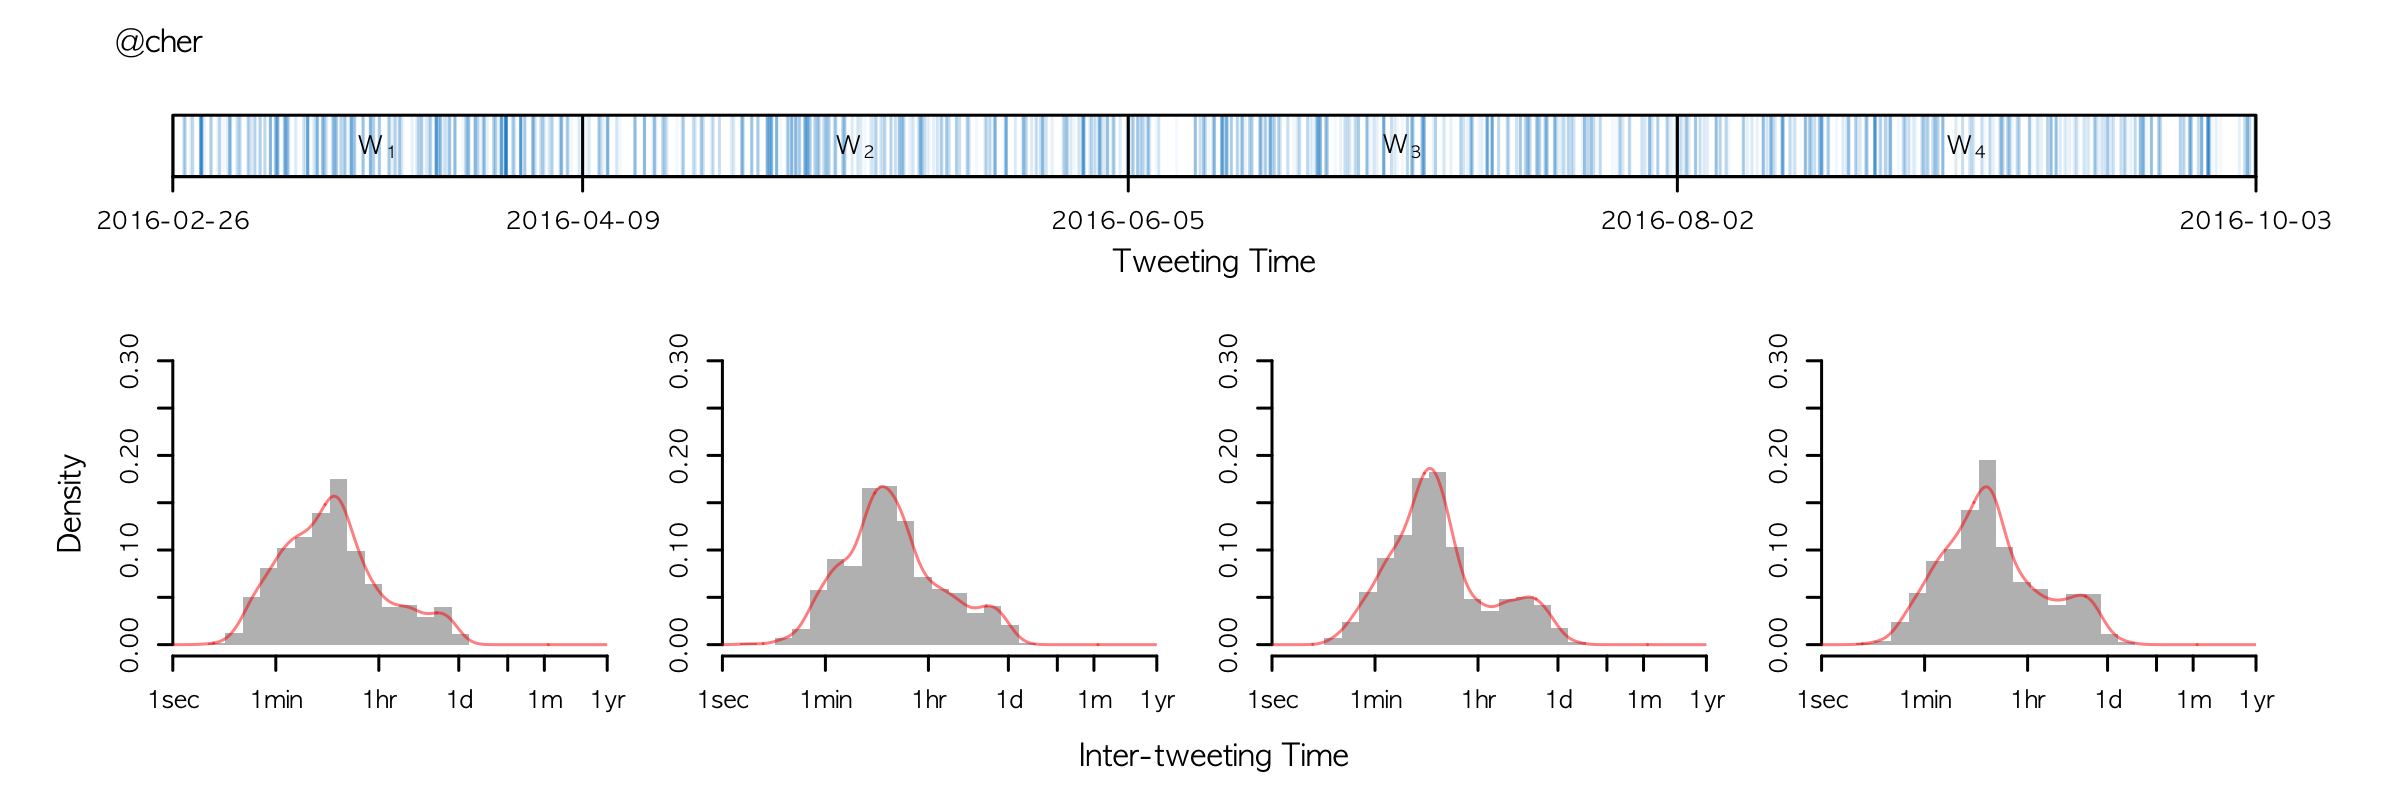 @cher
W1 W2 W3 W4
2016-02-26 2016-04-09 2016-06-05 2016-08-02 2016-10-03
Tweeting Time
Density
0.30 0.30 0.30 0.30
0.20 0.20 0.20 0.20
0.10 0.10 0.10 0.10
0.00 0.00 0.00 0.00
1sec 1min 1hr 1d 1m 1yr 1sec 1min 1hr 1d 1m 1yr 1sec 1min 1hr 1d 1m 1yr 1sec 1min 1hr 1d 1m 1yr
Inter-tweeting Time